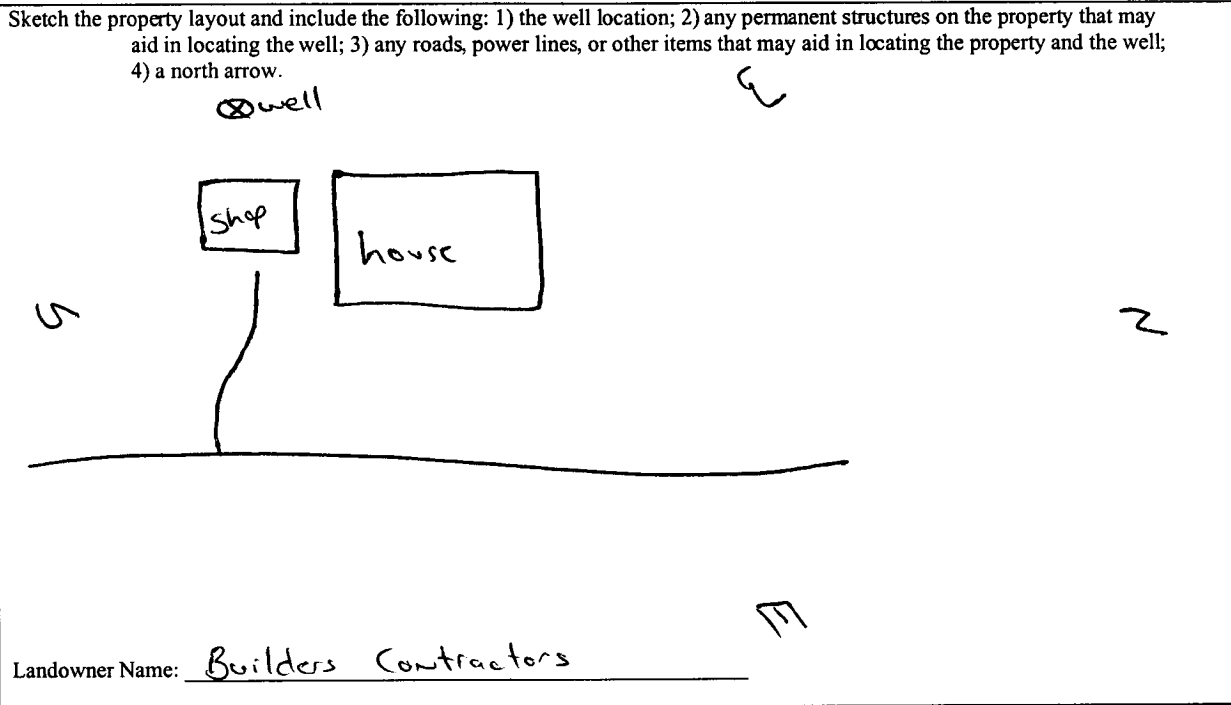 Sketch the property layout and include the following: 1) the well location; 2) any permanent structures on the property that may
aid in locating the well; 3) any roads, power lines, or other items that may aid in locating the property and the well;
4) a north arrow.
W
⊗ well
shop
house
S
N
E
Landowner Name: Builders Contractors